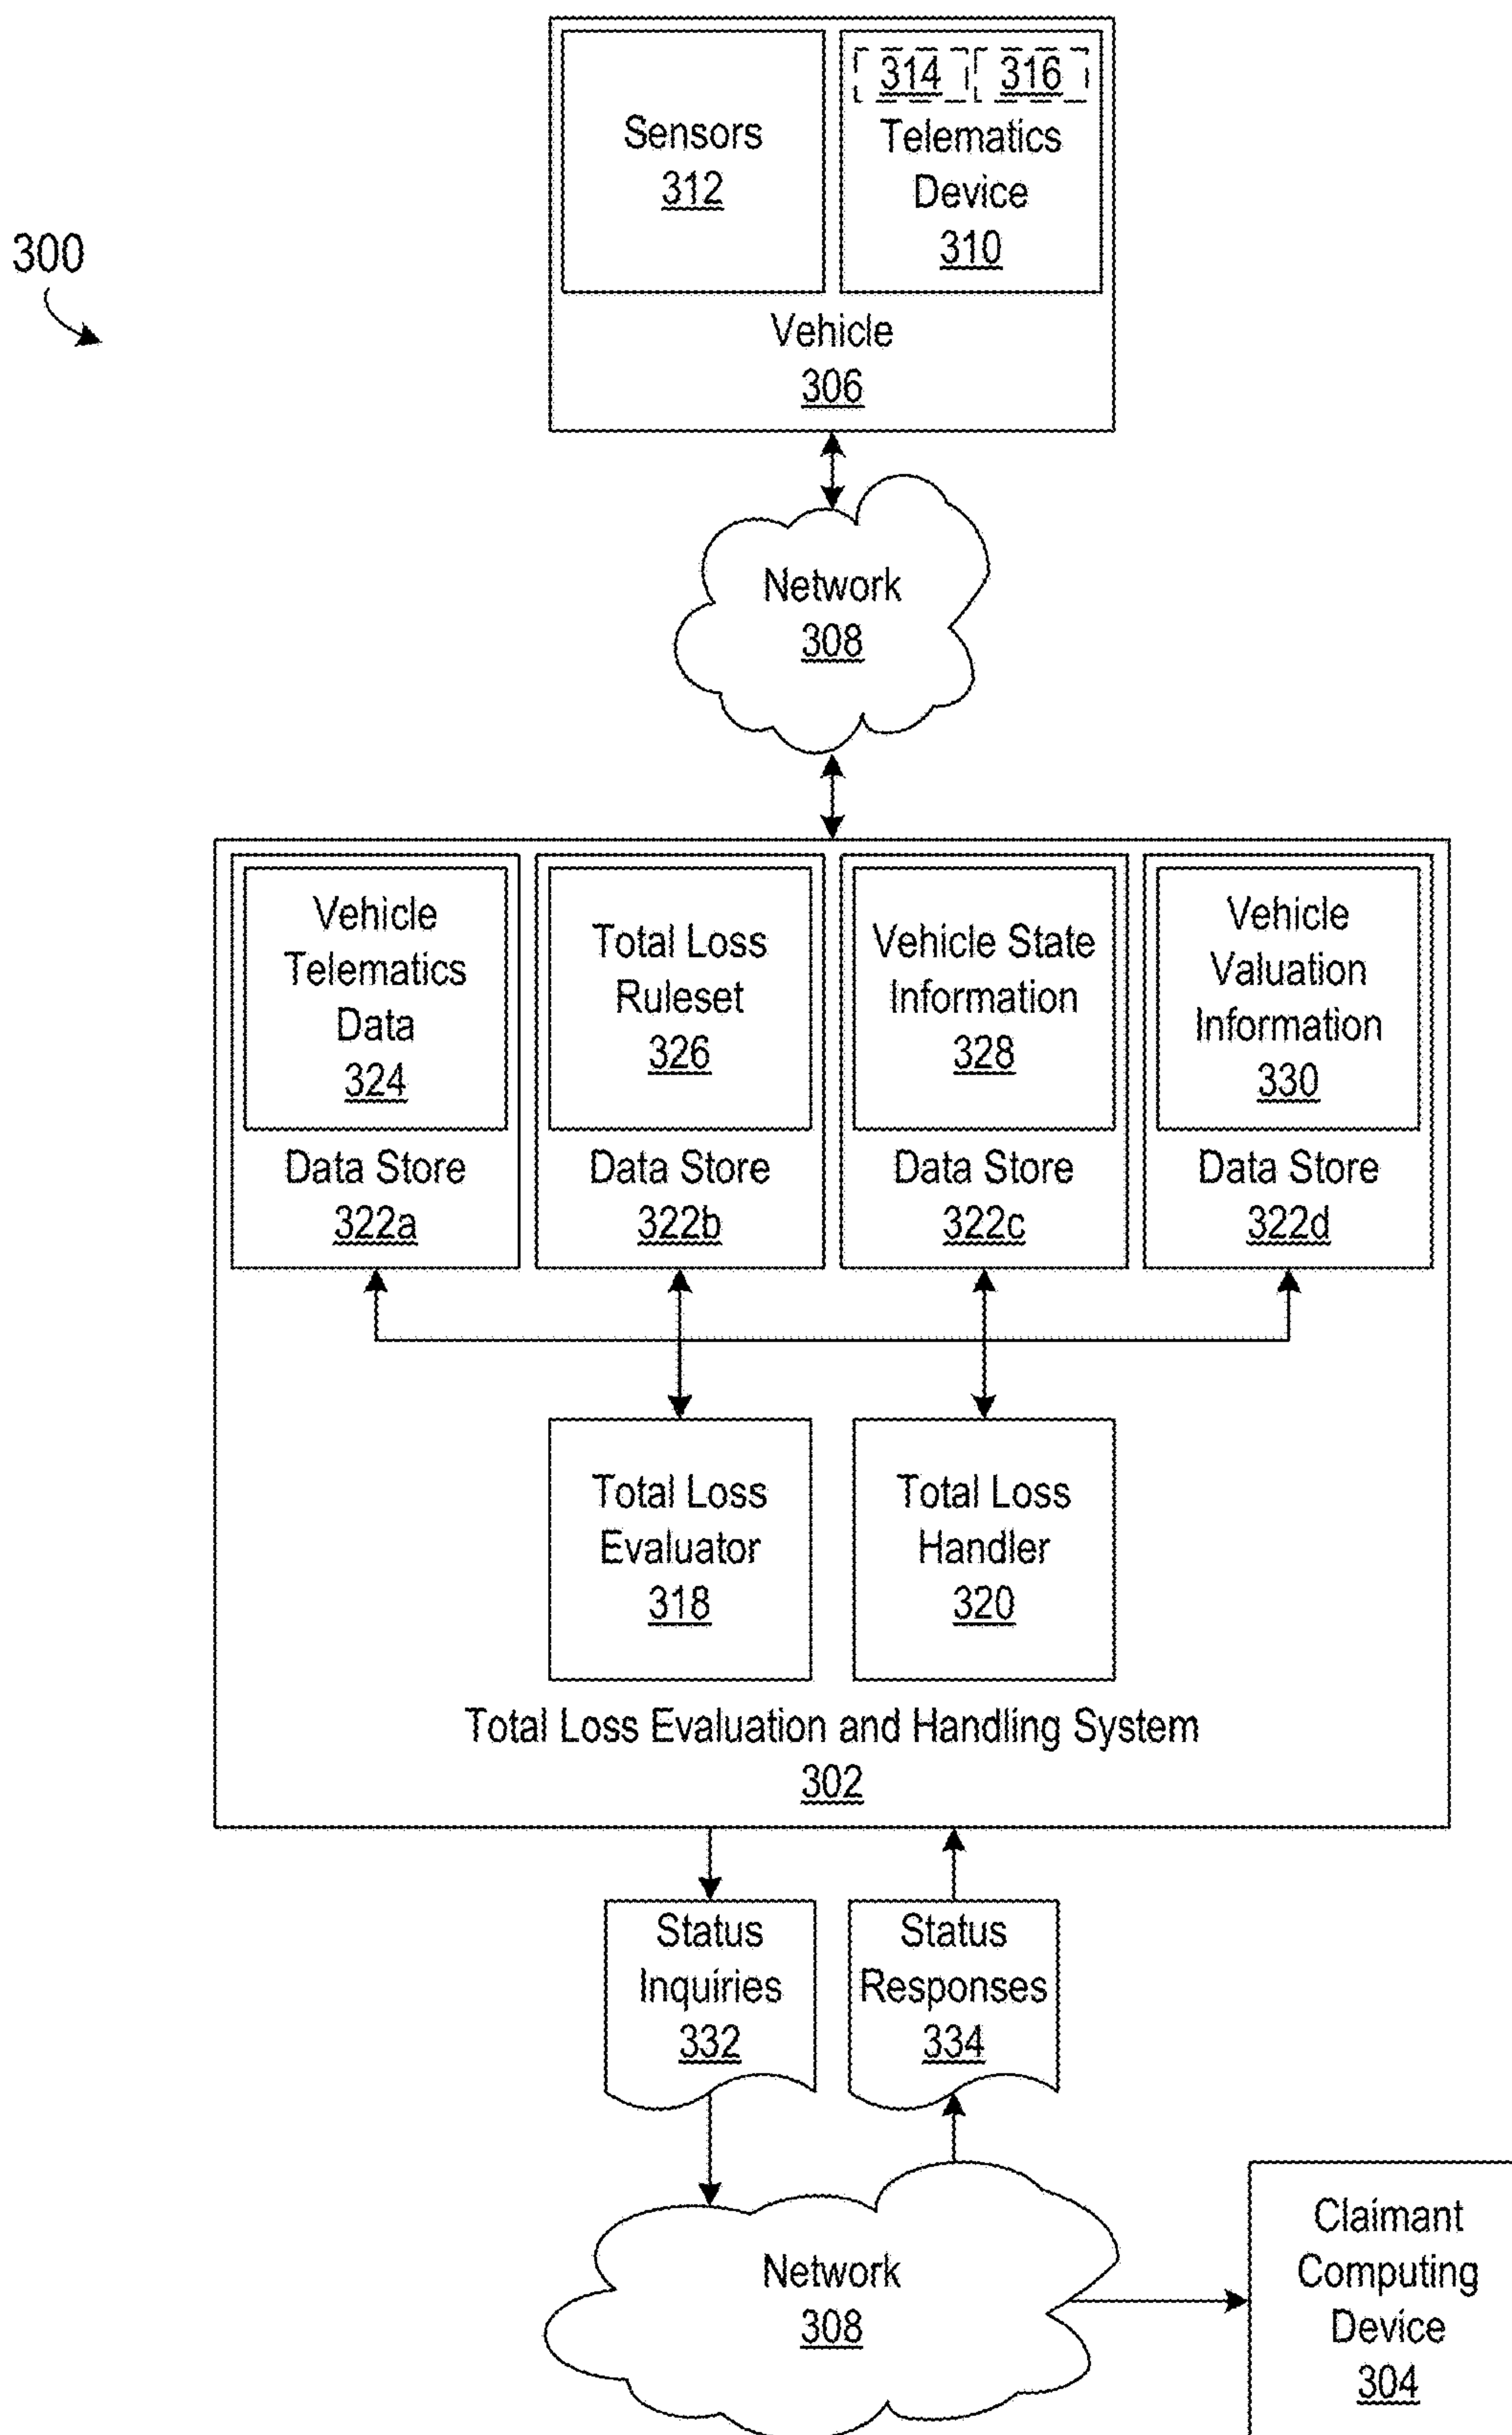 300
Sensors
312
314
316
Telematics
Device
310
Vehicle
306
Network
308
Vehicle
Telematics
Data
324
Data Store
322a
Total Loss
Ruleset
326
Data Store
322b
Vehicle State
Information
328
Data Store
322c
Vehicle
Valuation
Information
330
Data Store
322d
Total Loss
Evaluator
318
Total Loss
Handler
320
Total Loss Evaluation and Handling System
302
Status
Inquiries
332
Status
Responses
334
Network
308
Claimant
Computing
Device
304